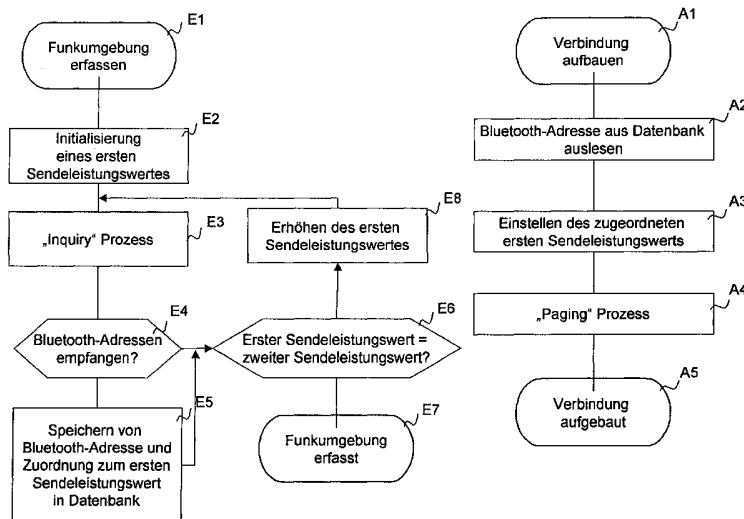 E1
Funkumgebung
erfassen
E2
Initialisierung
eines ersten
Sendeleistungswertes
E3
„Inquiry“ Prozess
E8
Erhöhen des ersten
Sendeleistungswertes
E4
Bluetooth-Adressen
empfangen?
E6
Erster Sendeleistungswert =
zweiter Sendeleistungswert?
E5
Speichern von
Bluetooth-Adresse und
Zuordnung zum ersten
Sendeleistungswert
in Datenbank
E7
Funkumgebung
erfasst
A1
Verbindung
aufbauen
A2
Bluetooth-Adresse aus Datenbank
auslesen
A3
Einstellen des zugeordneten
ersten Sendeleistungswerts
A4
„Paging“ Prozess
A5
Verbindung
aufgebaut